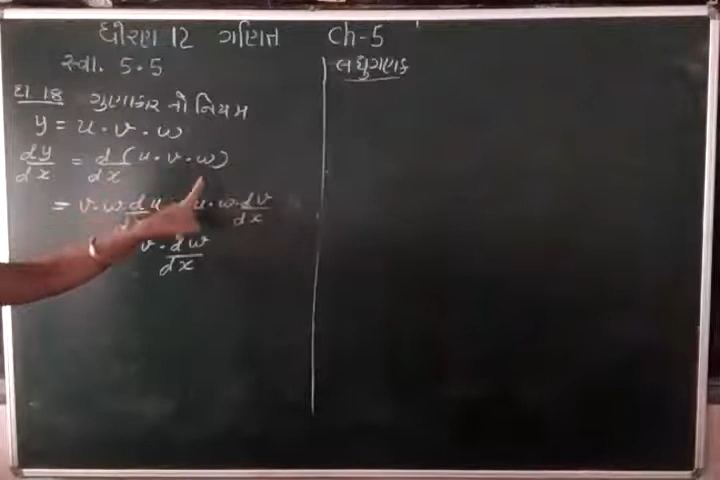 ધોરણ 12 ગણિત Ch-5
સ્વા. 5.5
દા. 18 ગુણાકાર નો નિયમ
y = u · v · w
dy/dx = d/dx (u · v · w)
= v · w · du u · w · dv/dx
v · dw/dx
લઘુગણક